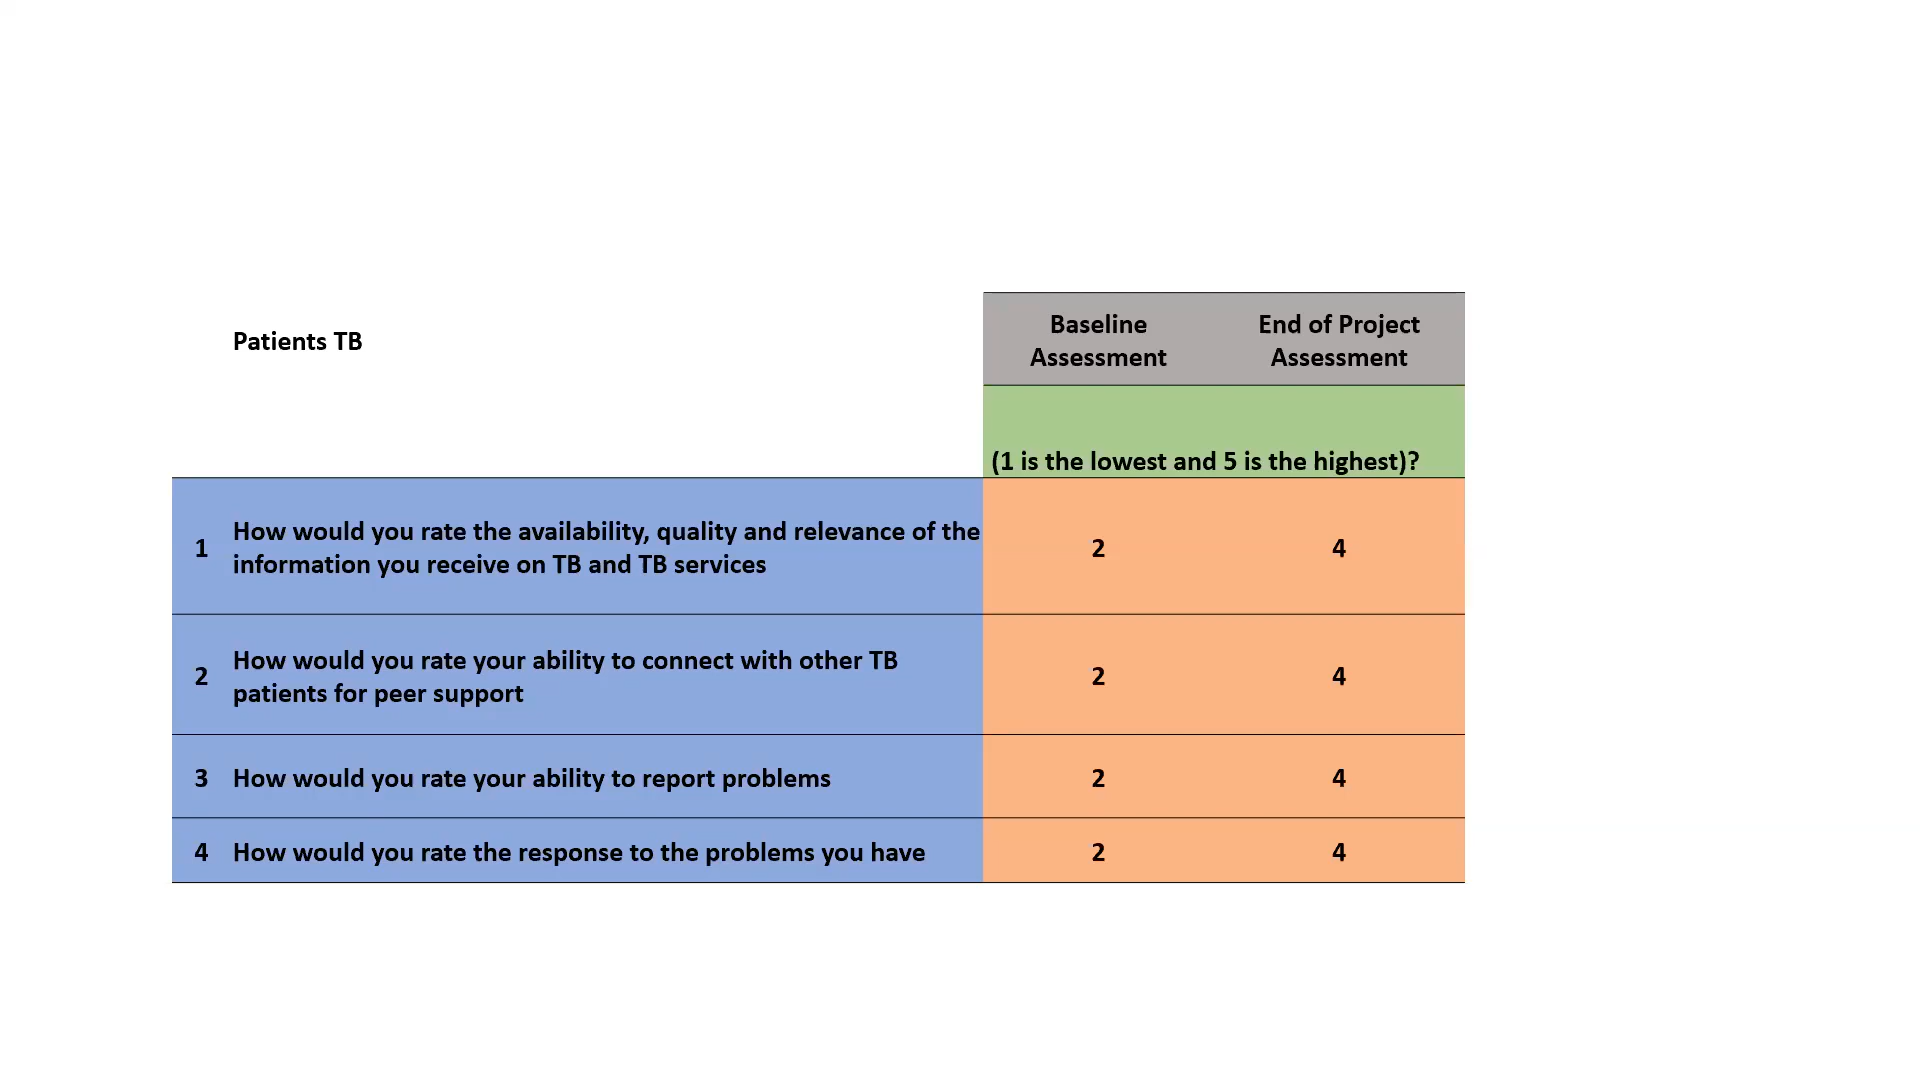 Patients TB
Baseline Assessment
End of Project Assessment
(1 is the lowest and 5 is the highest)?
1 How would you rate the availability, quality and relevance of the
information you receive on TB and TB services
2 4
2 How would you rate your ability to connect with other TB
patients for peer support
2 4
3 How would you rate your ability to report problems 2 4
4 How would you rate the response to the problems you have 2 4